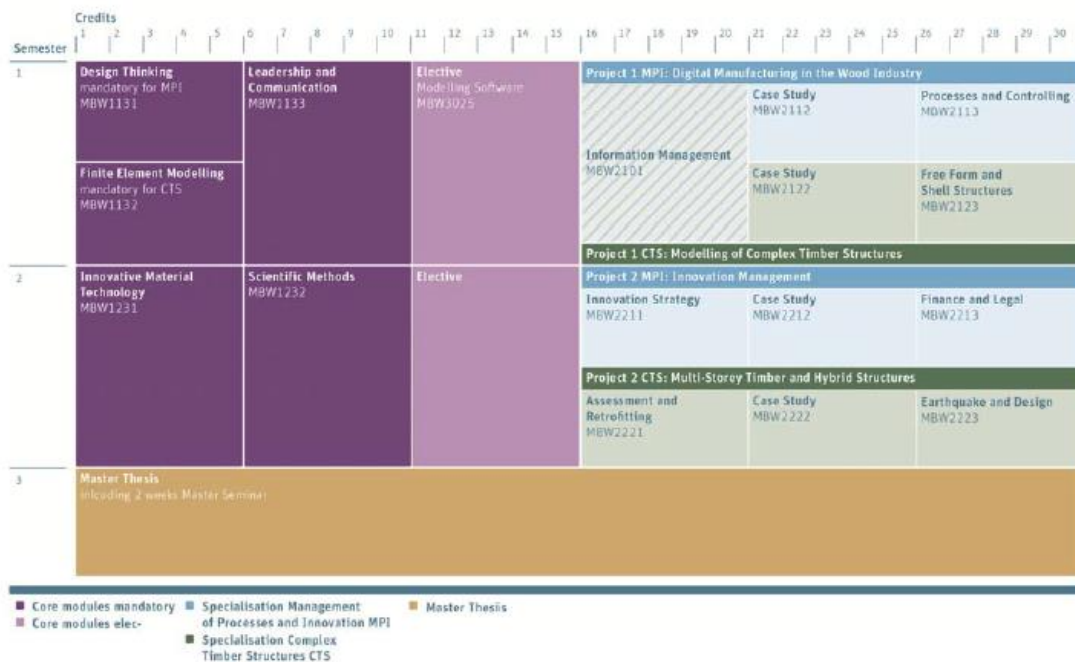 Credits
Semester
1 2 3 4 5 6 7 8 9 10 11 12 13 14 15 16 17 18 19 20 21 22 23 24 25 26 27 28 29 30
1
Design Thinking
mandatory for MPI
MBW1131
Finite Element Modelling
mandatory for CTS
MBW1132
Leadership and
Communication
MBW1133
Elective
Modelling Software
MBW3025
Project 1 MPI: Digital Manufacturing in the Wood Industry
Information Management
MBW2101
Case Study
MBW2112
Processes and Controlling
MBW2113
Case Study
MBW2122
Free Form and
Shell Structures
MBW2123
Project 1 CTS: Modelling of Complex Timber Structures
2
Innovative Material
Technology
MBW1231
Scientific Methods
MBW1232
Elective
Project 2 MPI: Innovation Management
Innovation Strategy
MBW2211
Case Study
MBW2212
Finance and Legal
MBW2213
Project 2 CTS: Multi-Storey Timber and Hybrid Structures
Assessment and
Retrofitting
MBW2221
Case Study
MBW2222
Earthquake and Design
MBW2223
3
Master Thesis
inlcuding 2 weeks Master Seminar
Core modules mandatory
Core modules elec-
Specialisation Management
of Processes and Innovation MPI
Specialisation Complex
Timber Structures CTS
Master Thesis